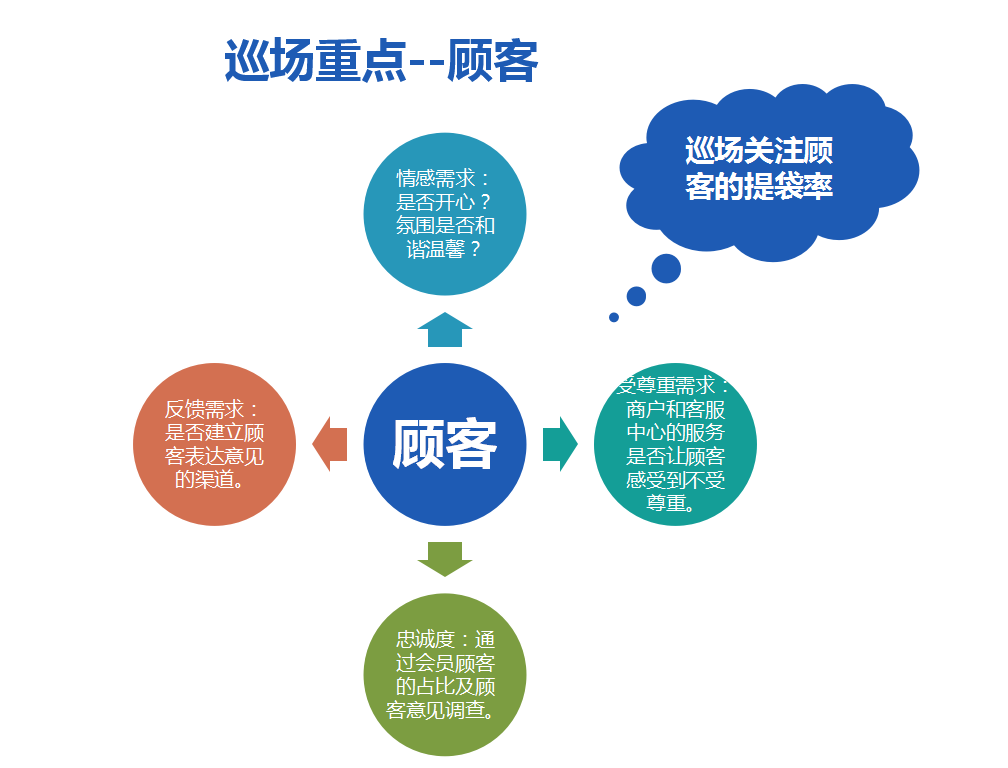 巡场重点--顾客
巡场关注顾
客的提袋率
情感需求：
是否开心？
氛围是否和
谐温馨？
反馈需求：
是否建立顾
客表达意见
的渠道。
顾客
受尊重需求：
商户和客服
中心的服务
是否让顾客
感受到不受
尊重。
忠诚度：通
过会员顾客
的占比及顾
客意见调查。